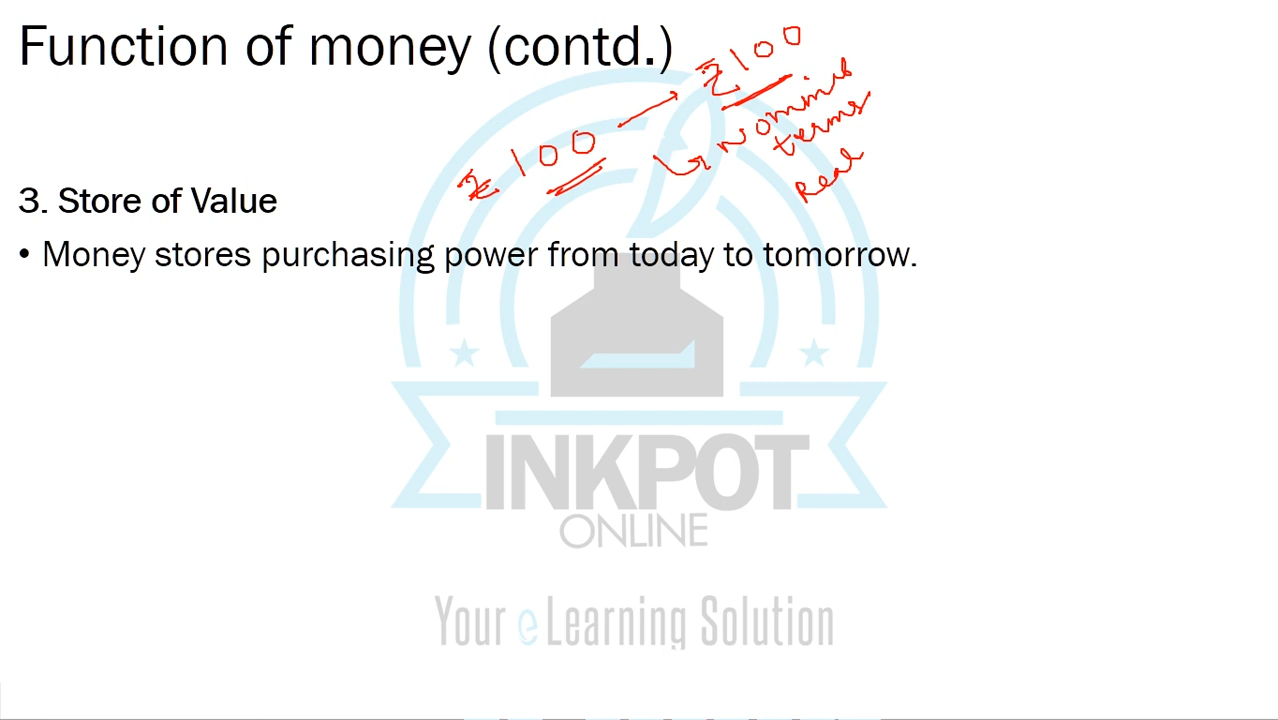 Function of money (contd.)
₹100 → ₹100
↳ nominal
terms
Real
3. Store of Value
• Money stores purchasing power from today to tomorrow.
INKPOT
ONLINE
Your eLearning Solution